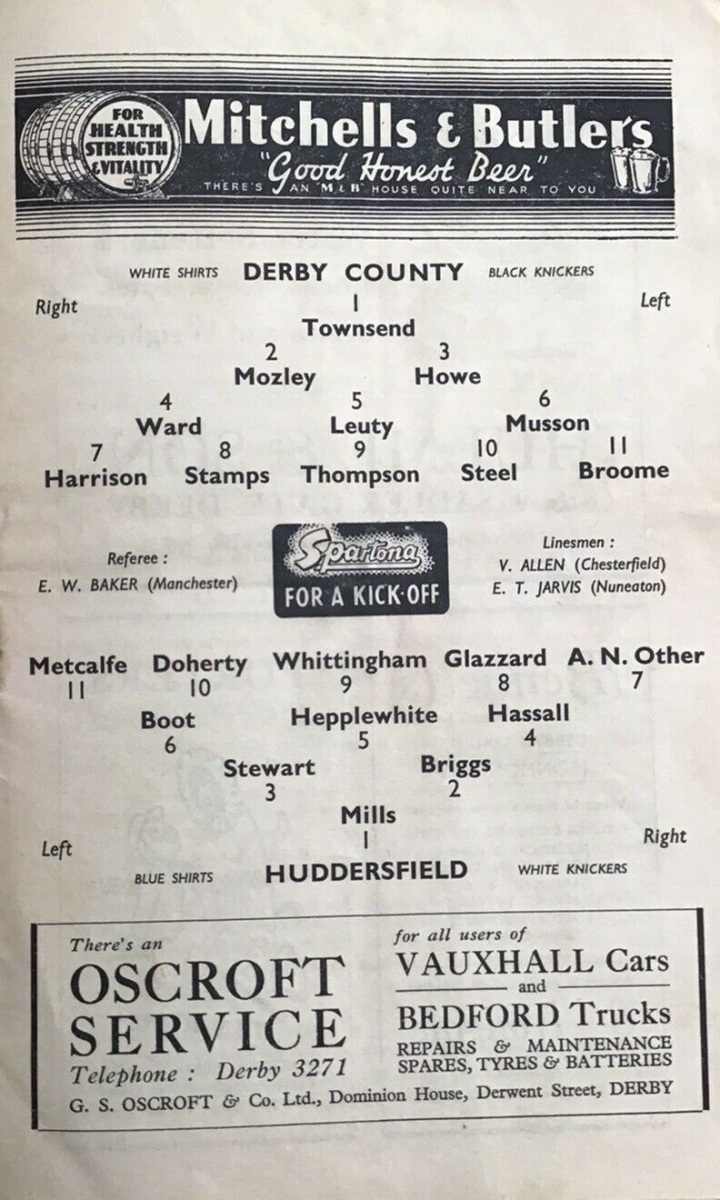 FOR
HEALTH
STRENGTH
& VITALITY
Mitchells & Butlers
"Good Honest Beer"
THERE'S AN "M & B" HOUSE QUITE NEAR TO YOU
WHITE SHIRTS DERBY COUNTY BLACK KNICKERS
Right Left
1
Townsend
2 3
Mozley Howe
4 5 6
Ward Leuty Musson
7 8 9 10 11
Harrison Stamps Thompson Steel Broome
Referee :
E. W. BAKER (Manchester)
Spartona
FOR A KICK-OFF
Linesmen :
V. ALLEN (Chesterfield)
E. T. JARVIS (Nuneaton)
Metcalfe Doherty Whittingham Glazzard A. N. Other
11 10 9 8 7
Boot Hepplewhite Hassall
6 5 4
Stewart Briggs
3 2
Mills
1
Left Right
BLUE SHIRTS HUDDERSFIELD WHITE KNICKERS
There's an
OSCROFT
SERVICE
Telephone : Derby 3271
for all users of
VAUXHALL Cars
and
BEDFORD Trucks
REPAIRS & MAINTENANCE
SPARES, TYRES & BATTERIES
G. S. OSCROFT & Co. Ltd., Dominion House, Derwent Street, DERBY